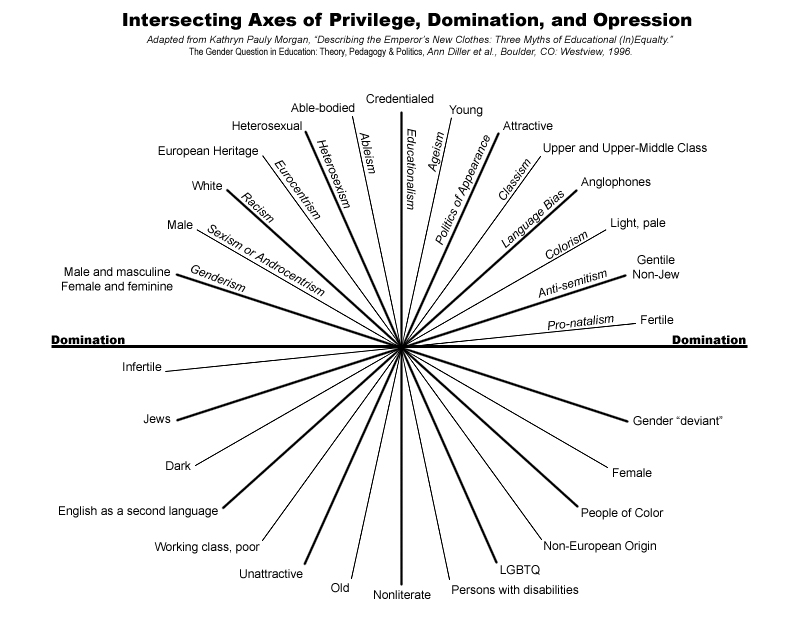 Intersecting Axes of Privilege, Domination, and Opression
Adapted from Kathryn Pauly Morgan, “Describing the Emperor’s New Clothes: Three Myths of Educational (In)Equalty.”
The Gender Question in Education: Theory, Pedagogy & Politics, Ann Diller et al., Boulder, CO: Westview, 1996.
Credentialed
Able-bodied
Young
Heterosexual
Attractive
European Heritage
Upper and Upper-Middle Class
White
Anglophones
Male
Light, pale
Male and masculine
Female and feminine
Gentile
Non-Jew
Fertile
Genderism
Sexism or Androcentrism
Racism
Eurocentrism
Heterosexism
Ableism
Educationalism
Ageism
Politics of Appearance
Classism
Language Bias
Colorism
Anti-semitism
Pro-natalism
Domination
Domination
Infertile
Jews
Gender “deviant”
Dark
Female
English as a second language
People of Color
Working class, poor
Non-European Origin
Unattractive
LGBTQ
Old
Persons with disabilities
Nonliterate